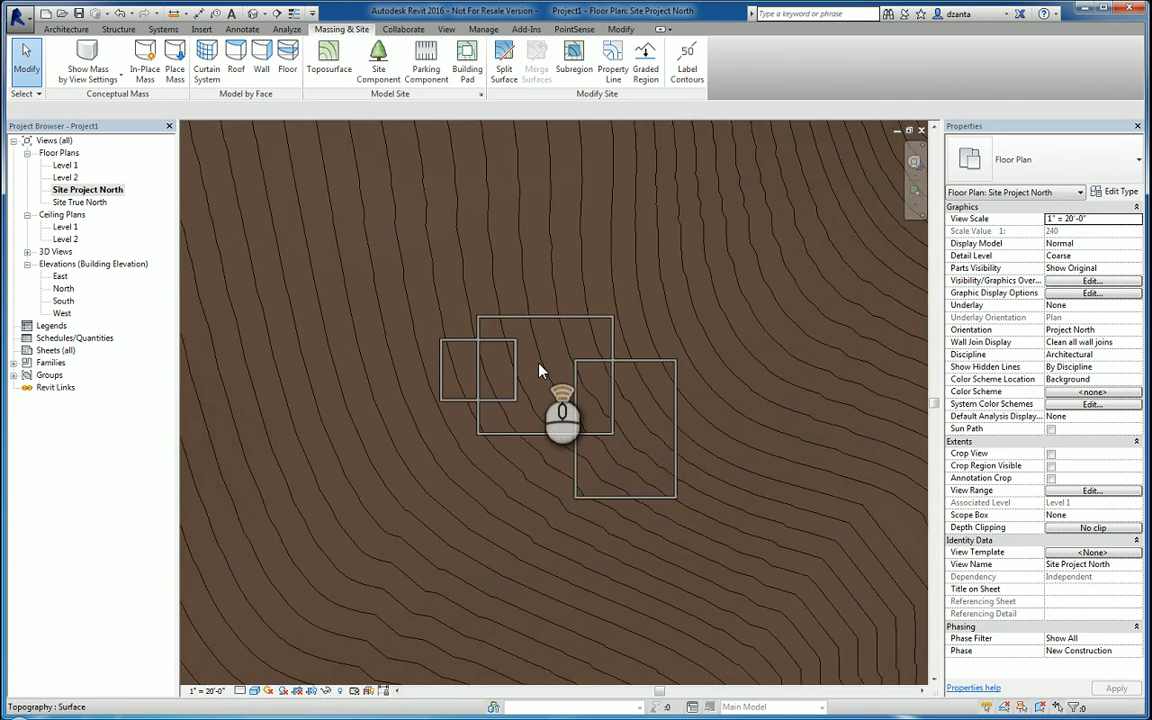 Autodesk Revit 2016 - Not For Resale Version - Project1 - Floor Plan: Site Project North
Type a keyword or phrase
dzanta
Architecture Structure Systems Insert Annotate Analyze Massing & Site Collaborate View Manage Add-Ins PointSense Modify
Modify
Show Mass by View Settings
In-Place Mass
Place Mass
Curtain System
Roof
Wall
Floor
Toposurface
Site Component
Parking Component
Building Pad
Split Surface
Merge Surfaces
Subregion
Property Line
Graded Region
50
Label Contours
Select
Conceptual Mass
Model by Face
Model Site
Modify Site
Project Browser - Project1
Views (all)
Floor Plans
Level 1
Level 2
Site Project North
Site True North
Ceiling Plans
Level 1
Level 2
3D Views
Elevations (Building Elevation)
East
North
South
West
Legends
Schedules/Quantities
Sheets (all)
Families
Groups
Revit Links
Properties
Floor Plan
Floor Plan: Site Project North Edit Type
Graphics
View Scale 1" = 20'-0"
Scale Value 1: 240
Display Model Normal
Detail Level Coarse
Parts Visibility Show Original
Visibility/Graphics Over... Edit...
Graphic Display Options Edit...
Underlay None
Underlay Orientation Plan
Orientation Project North
Wall Join Display Clean all wall joins
Discipline Architectural
Show Hidden Lines By Discipline
Color Scheme Location Background
Color Scheme <none>
System Color Schemes Edit...
Default Analysis Display... None
Sun Path
Extents
Crop View
Crop Region Visible
Annotation Crop
View Range Edit...
Associated Level Level 1
Scope Box None
Depth Clipping No clip
Identity Data
View Template <None>
View Name Site Project North
Dependency Independent
Title on Sheet
Referencing Sheet
Referencing Detail
Phasing
Phase Filter Show All
Phase New Construction
Properties help Apply
1" = 20'-0"
Topography : Surface
:0
Main Model
:0